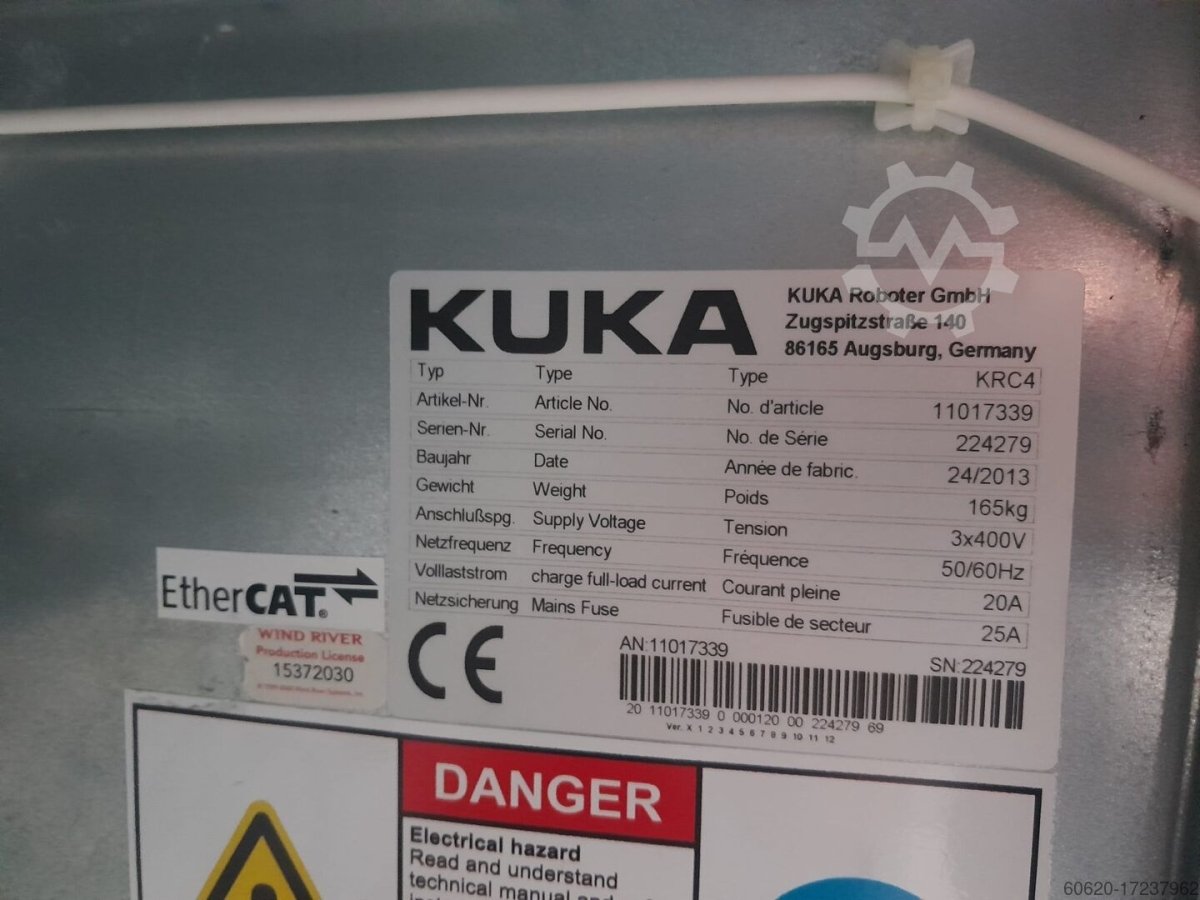 KUKA
KUKA Roboter GmbH
Zugspitzstraße 140
86165 Augsburg, Germany
Typ Type Type KRC4
Artikel-Nr. Article No. No. d'article 11017339
Serien-Nr. Serial No. No. de Série 224279
Baujahr Date Année de fabric. 24/2013
Gewicht Weight Poids 165kg
Anschlußspg. Supply Voltage Tension 3x400V
Netzfrequenz Frequency Fréquence 50/60Hz
Volllaststrom charge full-load current Courant pleine 20A
Netzsicherung Mains Fuse Fusible de secteur 25A
CE
AN:11017339 SN:224279
20 11017339 0 000120 00 224279 69
Ver. X 1 2 3 4 5 6 7 8 9 10 11 12
EtherCAT®
WIND RIVER
Production License
15372030
DANGER
Electrical hazard
Read and understand
technical manual and
60620-17237962